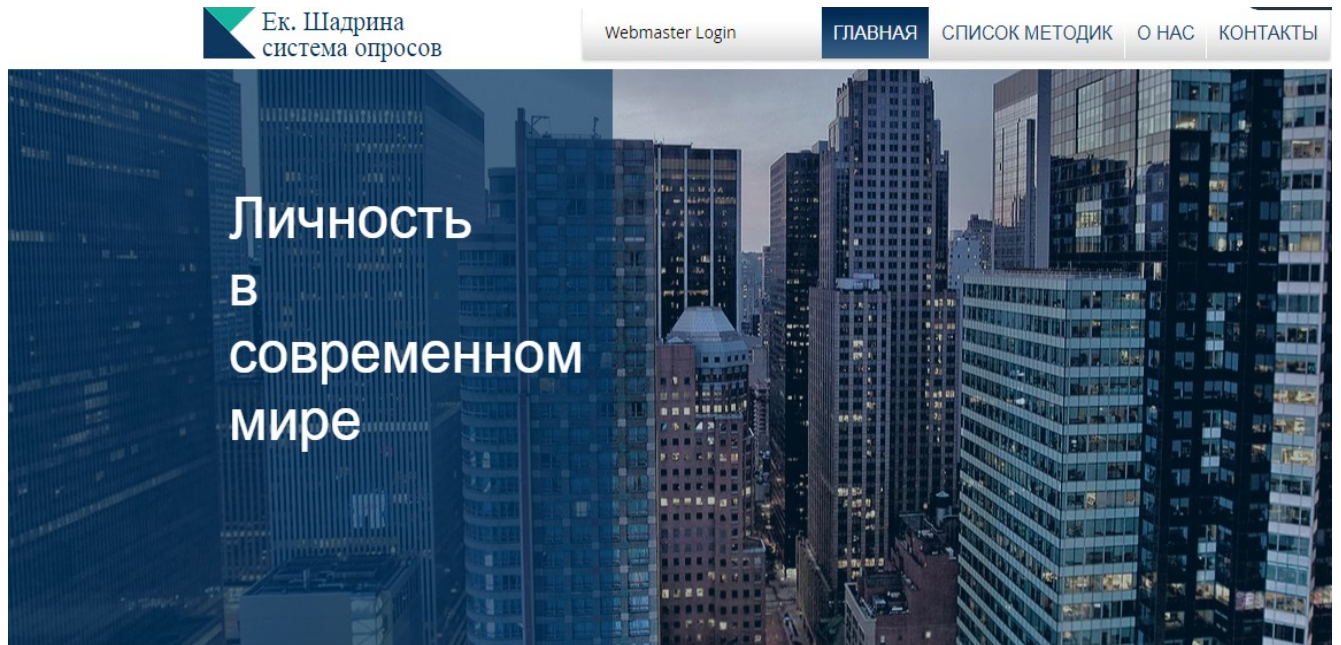 Ек. Шадрина
система опросов
Webmaster Login
ГЛАВНАЯ
СПИСОК МЕТОДИК
О НАС
КОНТАКТЫ
Личность
в
современном
мире